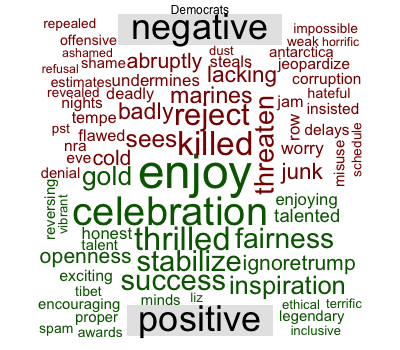 Democrats
negative
repealed
impossible
offensive
dust
weak horrific
ashamed
shame abruptly steals antarctica
refusal
lacking jeopardize
estimates undermines corruption
revealed deadly marines hateful
nights
badly reject jam insisted
tempe
pst flawed sees killed threaten row delays
nra
eve cold worry misuse schedule
denial gold enjoy junk
reversing vibrant celebration enjoying
talented
honest thrilled fairness
talent
openness stabilize ignoretrump
exciting success inspiration
tibet
encouraging minds liz ethical terrific
proper legendary
spam awards positive inclusive